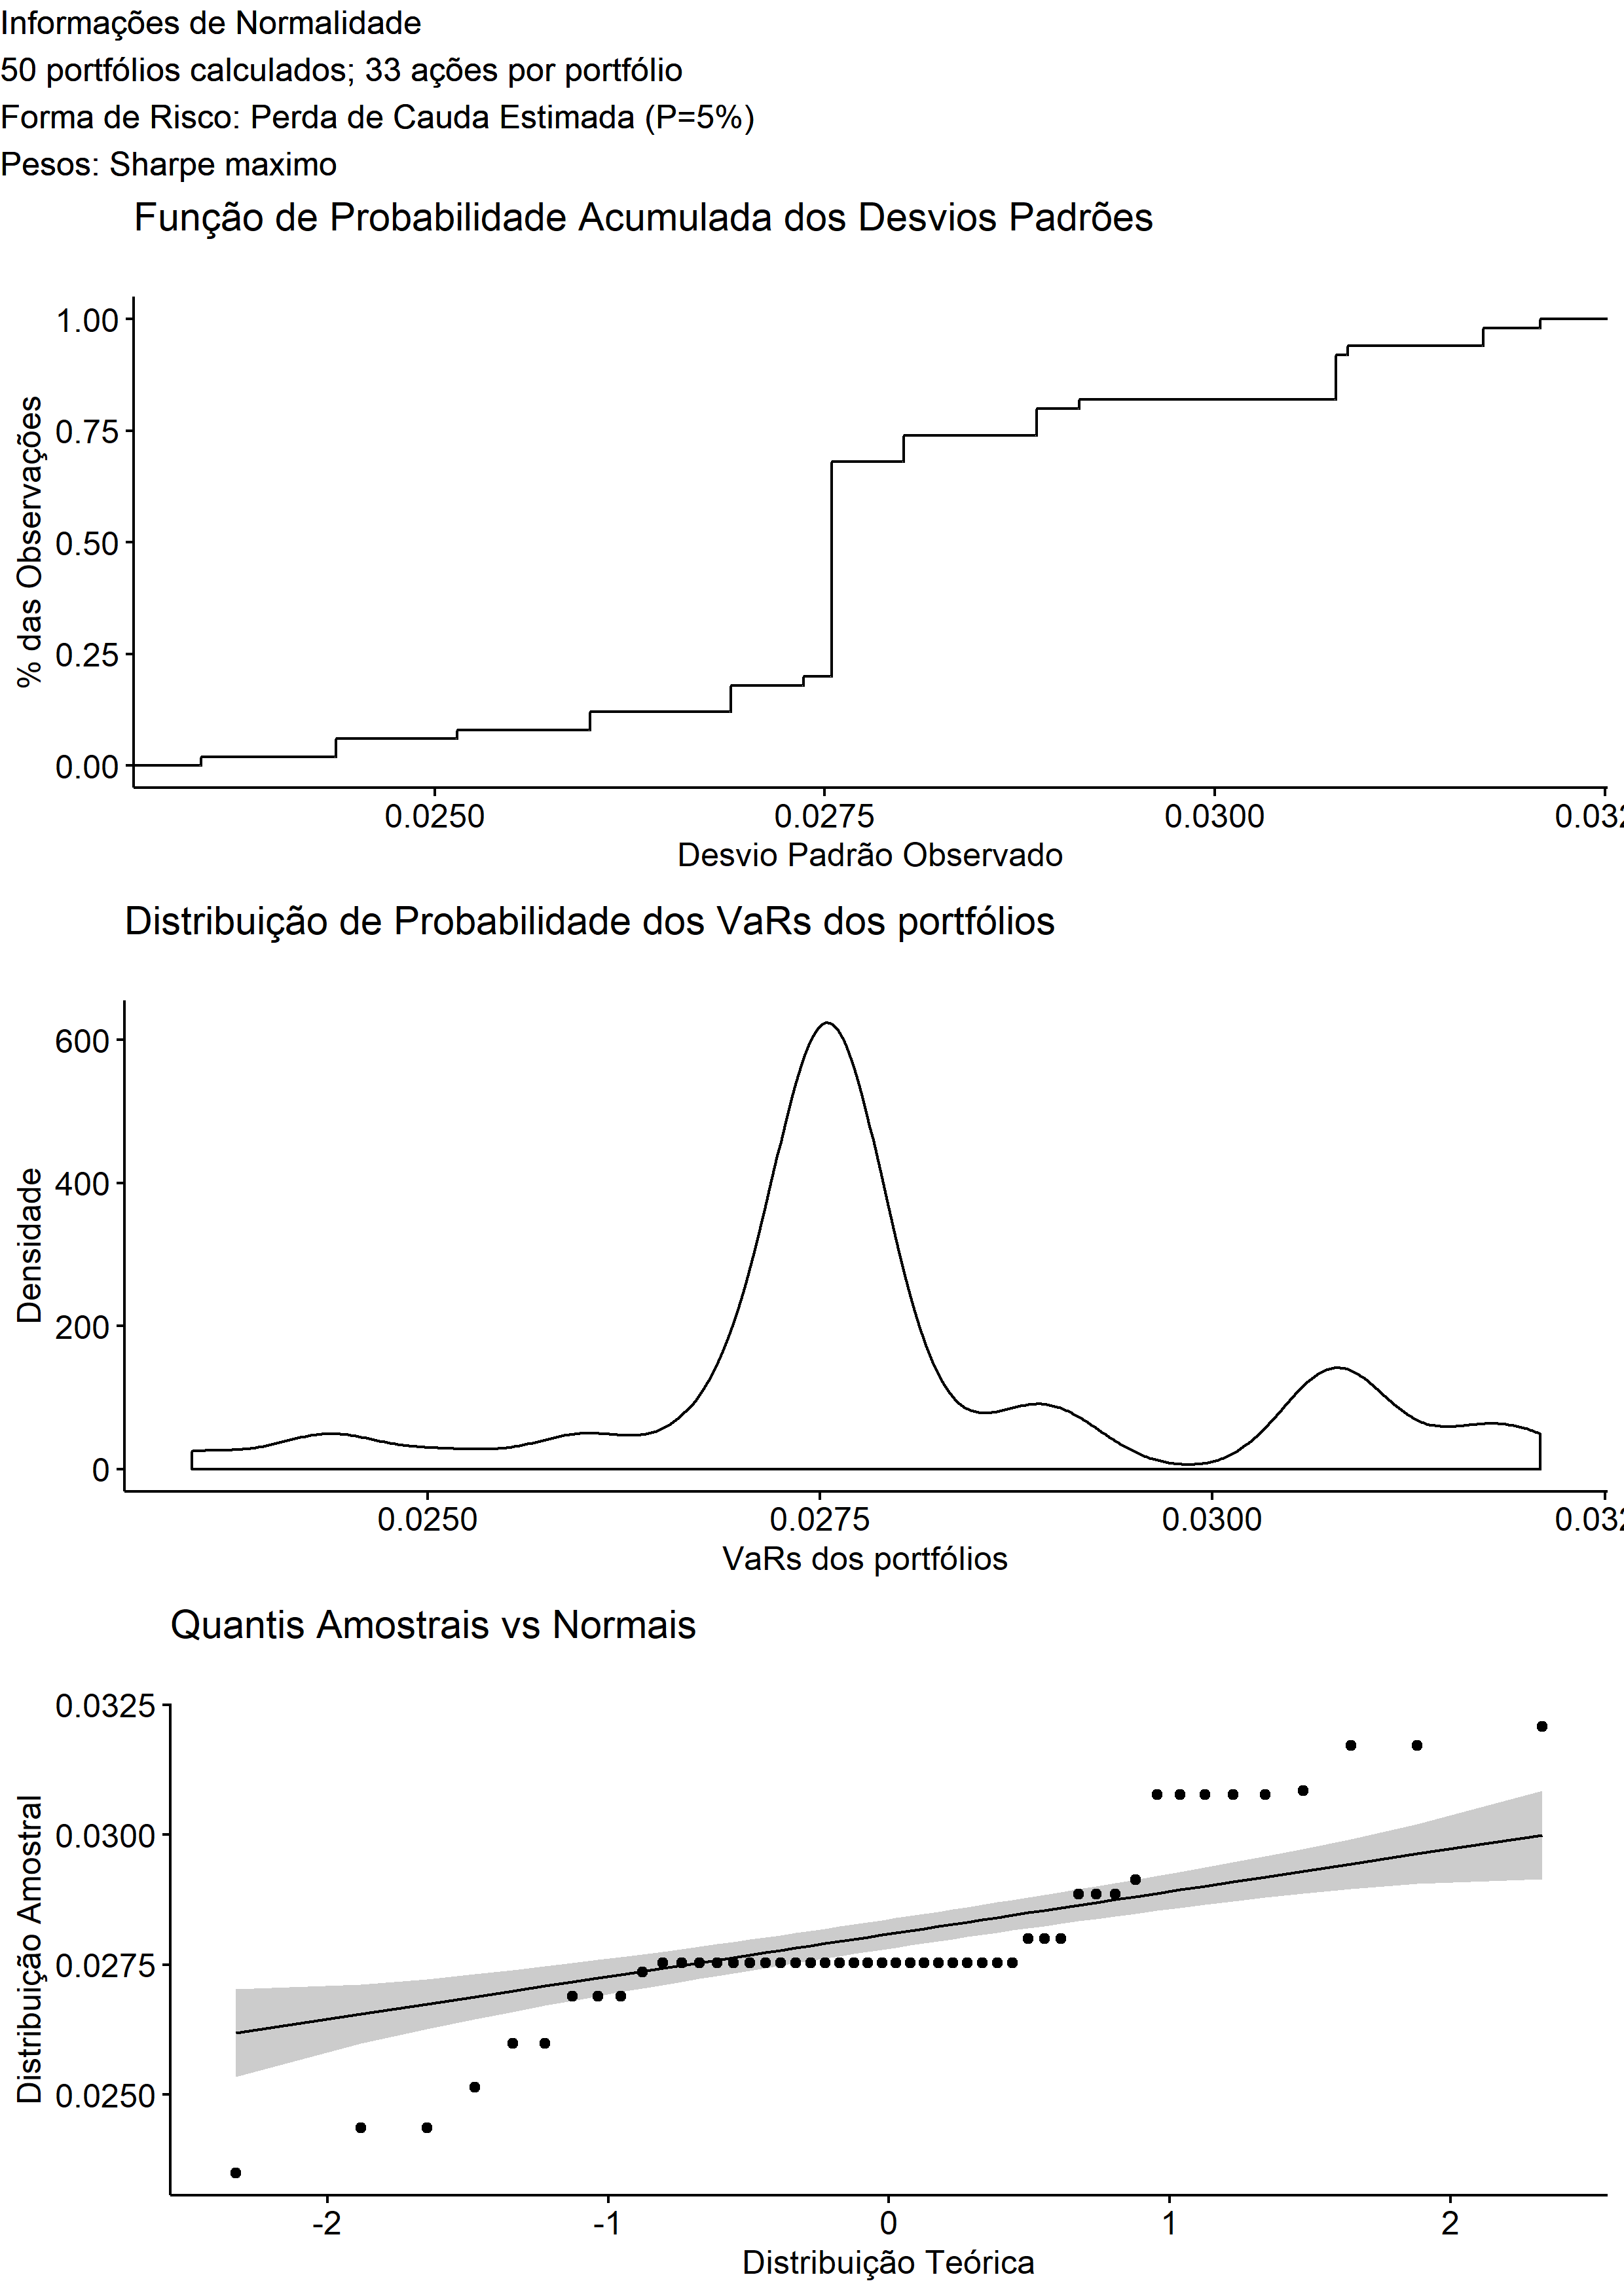 Informações de Normalidade
50 portfólios calculados; 33 ações por portfólio
Forma de Risco: Perda de Cauda Estimada (P=5%)
Pesos: Sharpe maximo
Função de Probabilidade Acumulada dos Desvios Padrões
% das Observações
1.00
0.75
0.50
0.25
0.00
0.0250 0.0275 0.0300 0.032
Desvio Padrão Observado
Distribuição de Probabilidade dos VaRs dos portfólios
Densidade
600
400
200
0
0.0250 0.0275 0.0300 0.032
VaRs dos portfólios
Quantis Amostrais vs Normais
Distribuição Amostral
0.0325
0.0300
0.0275
0.0250
-2 -1 0 1 2
Distribuição Teórica